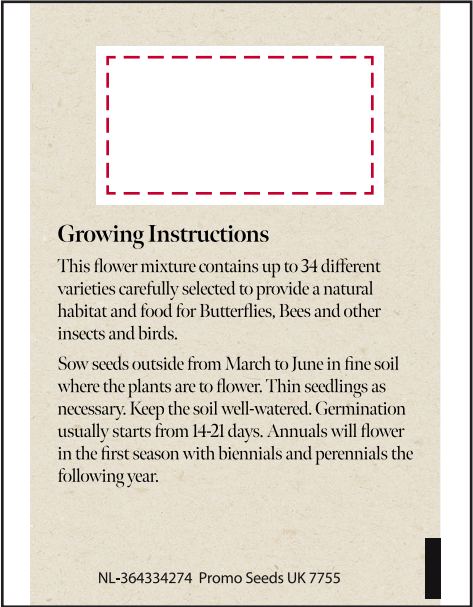 Growing Instructions
This flower mixture contains up to 34 different
varieties carefully selected to provide a natural
habitat and food for Butterflies, Bees and other
insects and birds.
Sow seeds outside from March to June in fine soil
where the plants are to flower. Thin seedlings as
necessary. Keep the soil well-watered. Germination
usually starts from 14-21 days. Annuals will flower
in the first season with biennials and perennials the
following year.
NL-364334274 Promo Seeds UK 7755